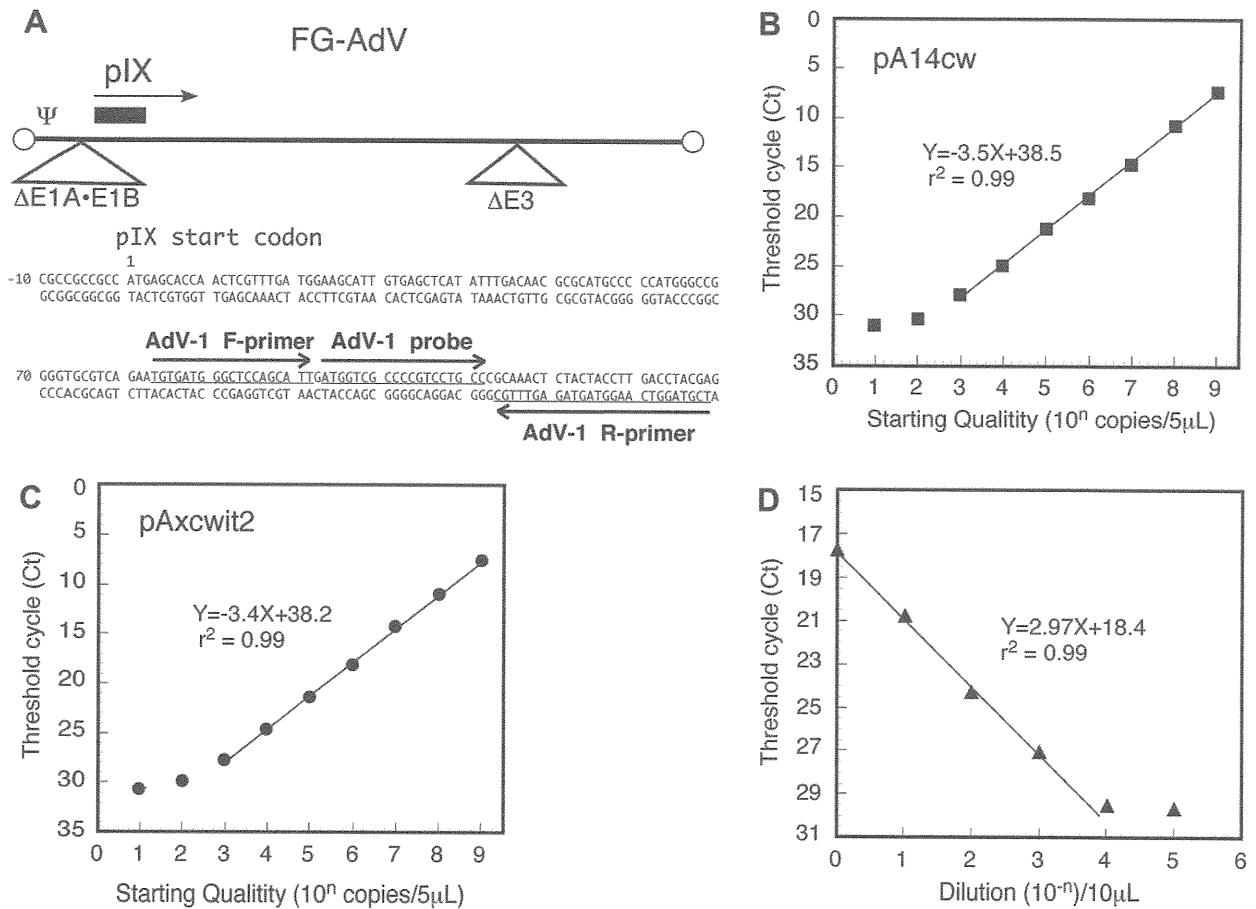 A
FG-AdV
pIX
Ψ
ΔE1A•E1B
ΔE3
pIX start codon
1
-10 CGCCGCCGCC ATGAGCACCA ACTCGTTTGA TGGAAGCATT GTGAGCTCAT ATTTGACAAC GCGCATGCCC CCATGGGCCG
GCGGCGGCGG TACTCGTGGT TGAGCAAACT ACCTTCGTAA CACTCGAGTA TAAACTGTTG CGCGTACGGG GGTACCCGGC
AdV-1 F-primer AdV-1 probe
70 GGGTGCGTCA GAATGTGATG GGCTCCAGCA TTGATGGTCG CCCCGTCCTG CCCGCAAACT CTACTACCTT GACCTACGAG
CCCACGCAGT CTTACACTAC CCGAGGTCGT AACTACCAGC GGGGCAGGAC GGGCGTTTGA GATGATGGAA CTGGATGCTA
AdV-1 R-primer
B
pA14cw
Y=-3.5X+38.5
r² = 0.99
Threshold cycle (Ct)
0
5
10
15
20
25
30
35
0 1 2 3 4 5 6 7 8 9
Starting Qualitity (10ⁿ copies/5µL)
C
pAxcwit2
Y=-3.4X+38.2
r² = 0.99
Threshold cycle (Ct)
0
5
10
15
20
25
30
35
0 1 2 3 4 5 6 7 8 9
Starting Qualitity (10ⁿ copies/5µL)
D
Y=2.97X+18.4
r² = 0.99
Threshold cycle (Ct)
15
17
19
21
23
25
27
29
31
0 1 2 3 4 5 6
Dilution (10⁻ⁿ)/10µL